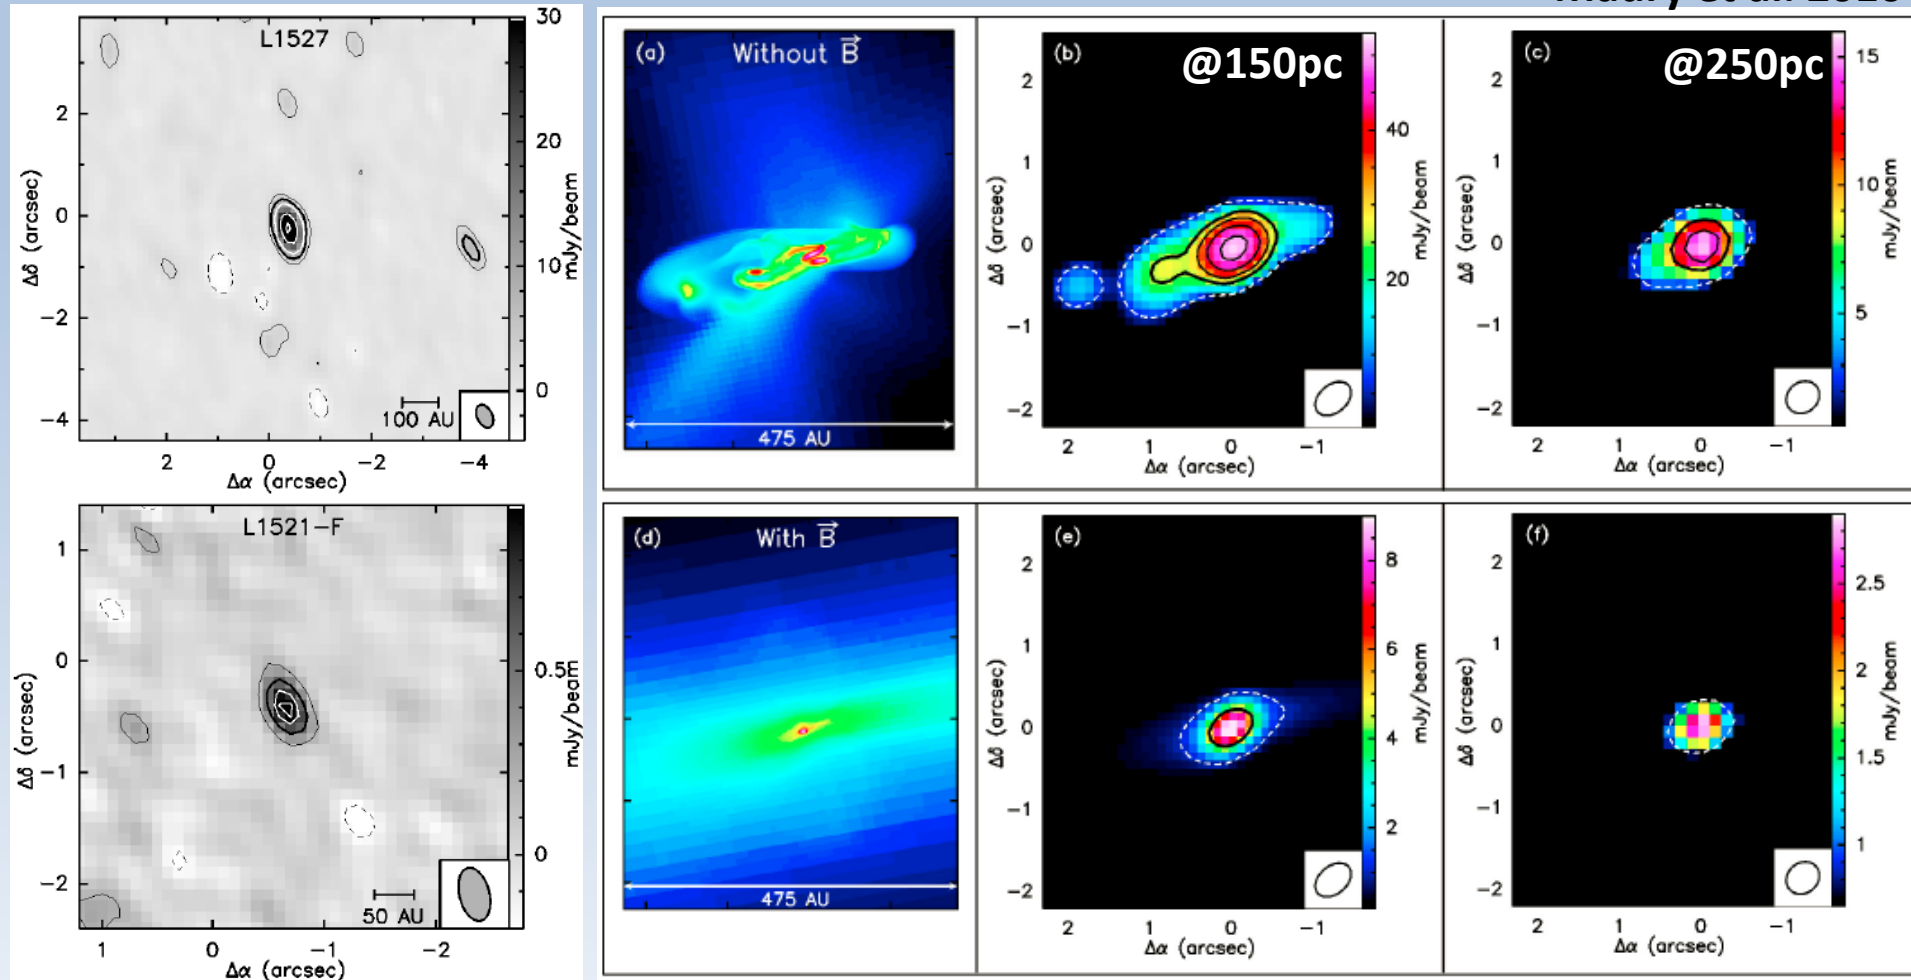 L1527
30
20
10
0
mJy/beam
2
0
−2
−4
Δδ (arcsec)
100 AU
2
0
−2
−4
Δα (arcsec)
L1521−F
0.5
0
mJy/beam
1
0
−1
−2
Δδ (arcsec)
50 AU
1
0
−1
−2
Δα (arcsec)
(a)
Without B
475 AU
(b)
@150pc
2
1
0
−1
−2
Δδ (arcsec)
40
20
mJy/beam
2
1
0
−1
Δα (arcsec)
(c)
@250pc
2
1
0
−1
−2
Δδ (arcsec)
15
10
5
mJy/beam
2
1
0
−1
Δα (arcsec)
(d)
With B
475 AU
(e)
2
1
0
−1
−2
Δδ (arcsec)
8
6
4
2
mJy/beam
2
1
0
−1
Δα (arcsec)
(f)
2
1
0
−1
−2
Δδ (arcsec)
2.5
2
1.5
1
mJy/beam
2
1
0
−1
Δα (arcsec)